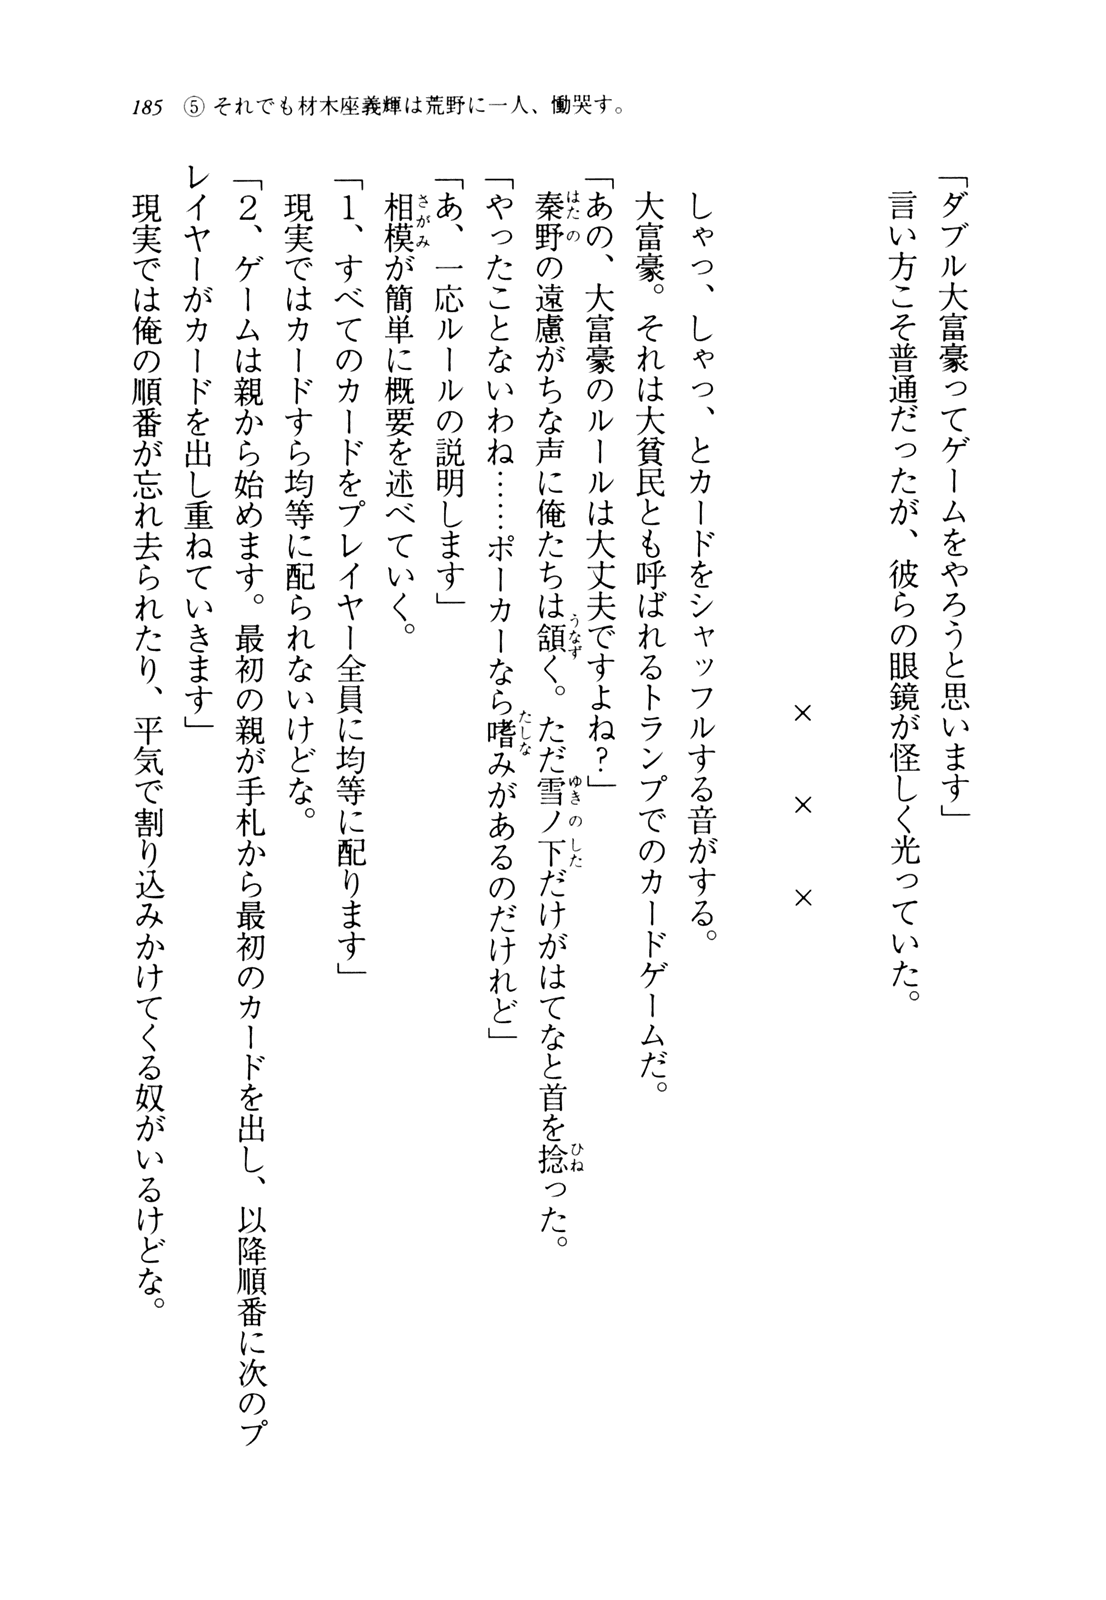 185 ⑤ それでも材木座義輝は荒野に一人、慟哭す。
「ダブル大富豪ってゲームをやろうと思います」
言い方こそ普通だったが、彼らの眼鏡が怪しく光っていた。
× × ×
しゃっ、しゃっ、とカードをシャッフルする音がする。
大富豪。それは大貧民とも呼ばれるトランプでのカードゲームだ。
「あの、大富豪のルールは大丈夫ですよね?」
秦野の遠慮がちな声に俺たちは頷く。ただ雪ノ下だけがはてなと首を捻った。
「やったことないわね……ポーカーなら嗜みがあるのだけれど」
「あ、一応ルールの説明します」
相模が簡単に概要を述べていく。
「1、すべてのカードをプレイヤー全員に均等に配ります」
現実ではカードすら均等に配られないけどな。
「2、ゲームは親から始めます。最初の親が手札から最初のカードを出し、以降順番に次のプ
レイヤーがカードを出し重ねていきます」
現実では俺の順番が忘れ去られたり、平気で割り込みかけてくる奴がいるけどな。